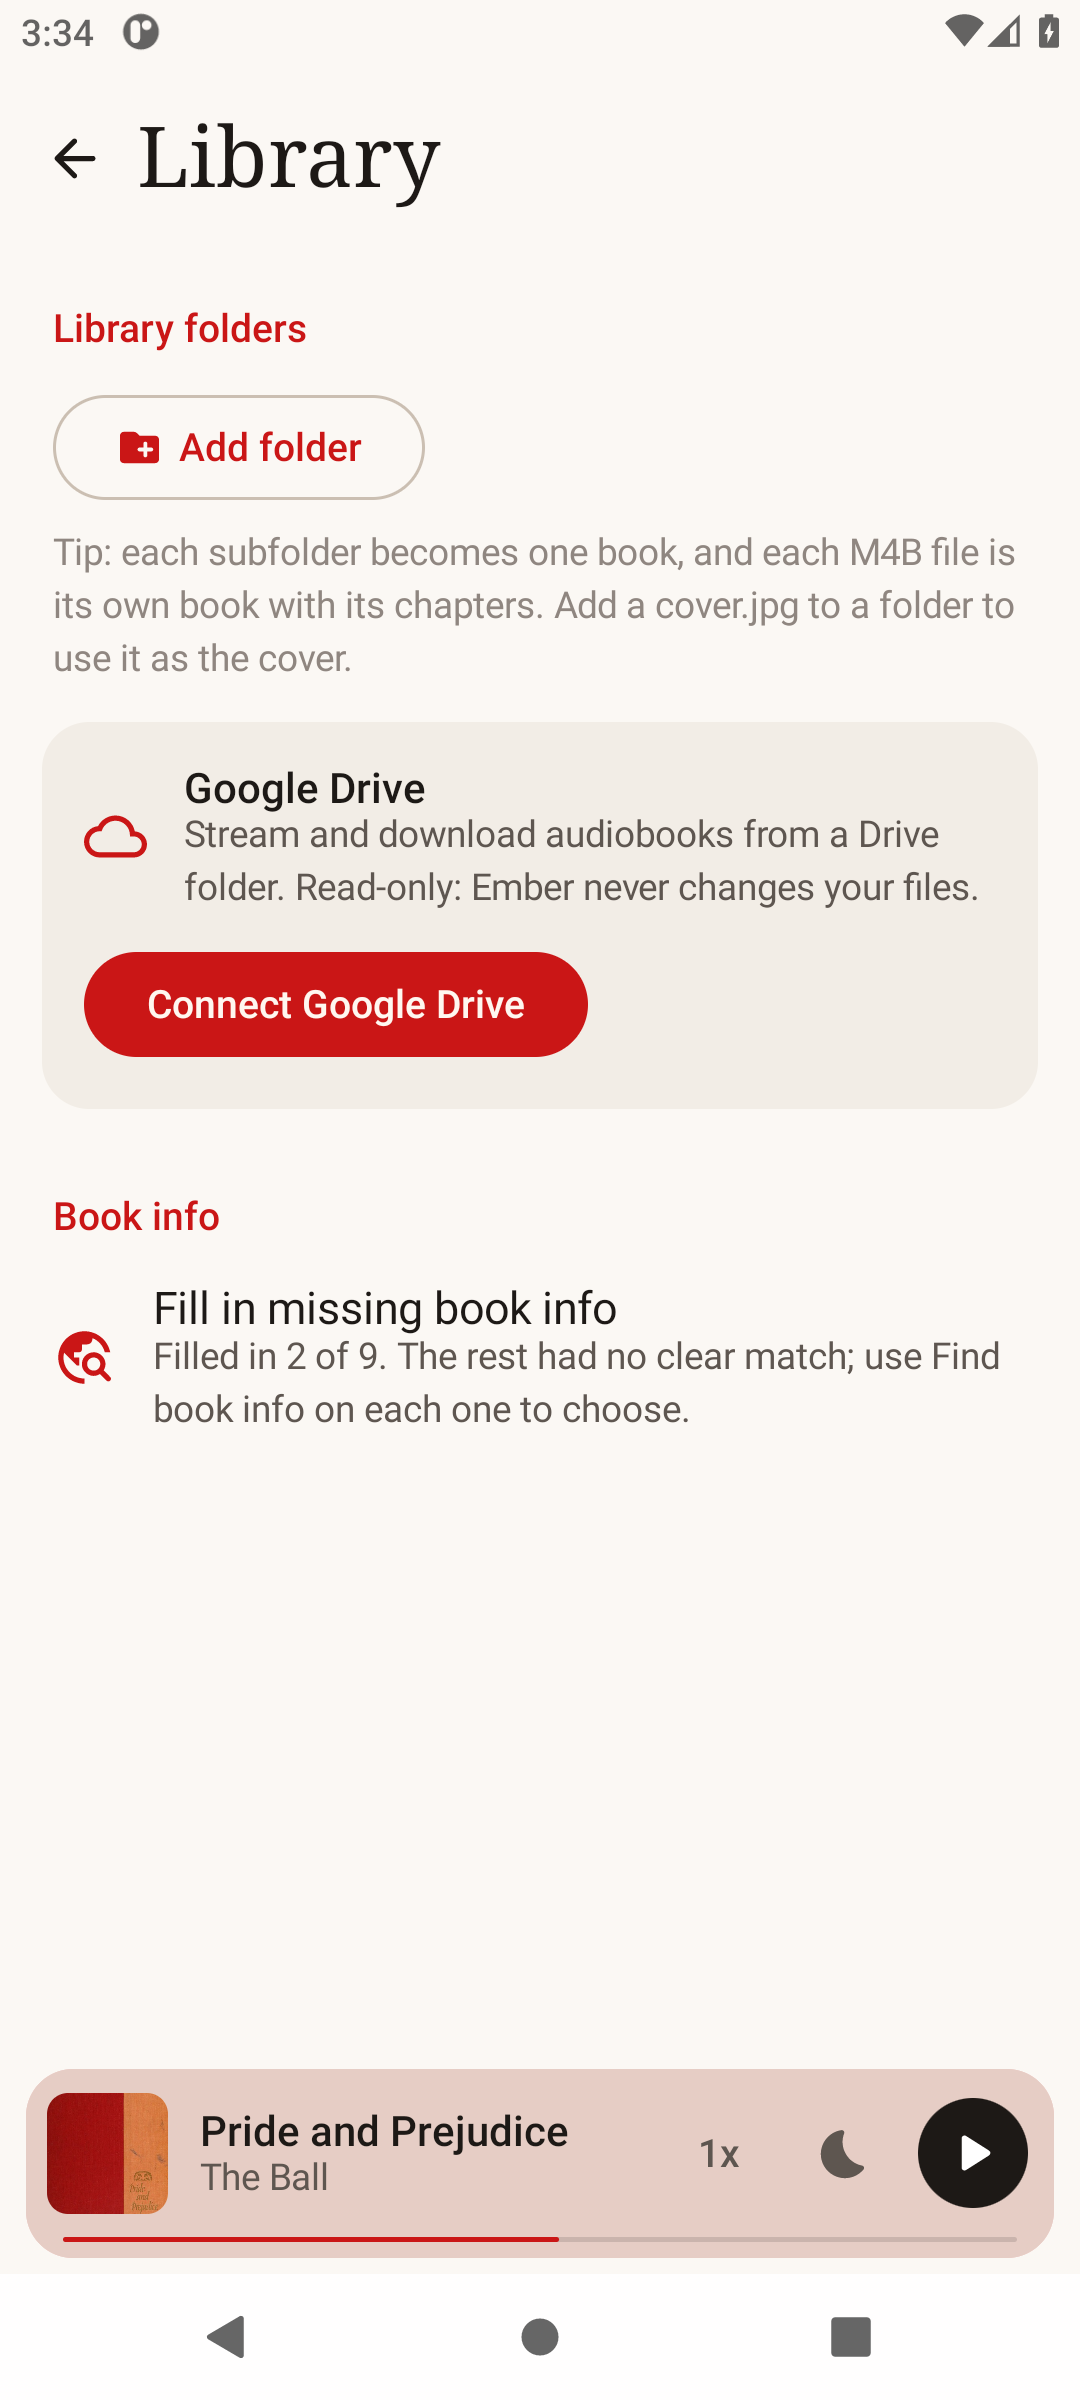 3:34
Library
Library folders
Add folder
Tip: each subfolder becomes one book, and each M4B file is
its own book with its chapters. Add a cover.jpg to a folder to
use it as the cover.
Google Drive
Stream and download audiobooks from a Drive
folder. Read-only: Ember never changes your files.
Connect Google Drive
Book info
Fill in missing book info
Filled in 2 of 9. The rest had no clear match; use Find
book info on each one to choose.
Pride and Prejudice
The Ball
1x
Pride
and
Prejudice